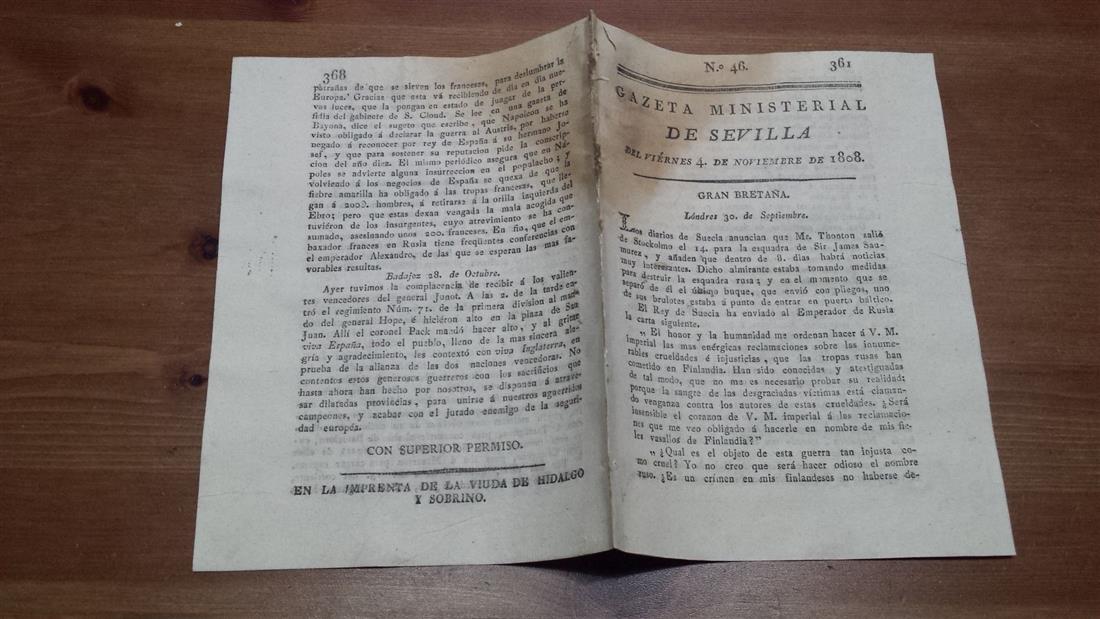 368
patrañas de que se sirven los franceses, para deslumbrar la
Europa. Gracias que esta vá recibiendo de dia en dia nue-
vas luces, que la pongan en estado de juzgar de la per-
fidia del gabinete de S. Cloud. Se lee en una gazeta de
Bayona, dice el sugeto que escribe, que Napoleon se ha
visto obligado á declarar la guerra al Austria, por haberse
negado á reconocer por rey de España á su hermano Jo-
sef, y que para sostener su reputacion pide la conscrip-
cion del año diez. El mismo periódico asegura que en Ná-
poles se advierte alguna insurreccion en el populacho; y
volviendo á los negocios de España se quexa de que la
fiebre amarilla ha obligado á las tropas francesas, que lle-
gan á 200. hombres, á retirarse á la orilla izquierda del
Ebro; pero que estas dexan vengada la mala acogida que
tuviéron de los insurgentes, cuyo atrevimiento se ha con-
sumado, asesinando unos 200. franceses. En fin, que el em-
baxador frances en Rusia tiene freqüentes conferencias con
el emperador Alexandro, de las que se esperan las mas fa-
vorables resultas.
Badajoz 28. de Octubre.
Ayer tuvimos la complacencia de recibir á los valien-
tes vencedores del general Junot. A las 2. de la tarde en-
tró el regimiento Núm. 71. de la primera division al man-
do del general Hope, é hiciéron alto en la plaza de San
Juan. Allí el coronel Pack mandó hacer alto, y al gritar
viva España, todo el pueblo, lleno de la mas sincera ale-
gría y agradecimiento, les contextó con viva Inglaterra, en
prueba de la alianza de las dos naciones vencedoras. No
contentos estos generosos guerreros con los sacrificios que
hasta ahora han hecho por nosotros, se disponen á atrave-
sar dilatadas provincias, para unirse á nuestros aguerridos
campeones, y acabar con el jurado enemigo de la seguri-
dad européa.
CON SUPERIOR PERMISO.
EN LA IMPRENTA DE LA VIUDA DE HIDALGO
Y SOBRINO.
N.º 46. 361
GAZETA MINISTERIAL
DE SEVILLA
DEL VIÉRNES 4. DE NOVIEMBRE DE 1808.
GRAN BRETAÑA.
Lóndres 30. de Septiembre.
Los diarios de Suecia anuncian que Mr. Thonton salió
de Stockolmo el 14. para la esquadra de Sir James Sau-
murez, y añaden que dentro de 8. dias habrá noticias
muy interesantes. Dicho almirante estaba tomando medidas
para destruir la esquadra rusa; y en el momento que se
separó de él el último buque, que envió con pliegos, uno
de sus brulotes estaba á punto de entrar en puerto báltico.
El Rey de Suecia ha enviado al Emperador de Rusia
la carta siguiente.
„ El honor y la humanidad me ordenan hacer á V. M.
imperial las mas enérgicas reclamaciones sobre las innume-
rables crueldades é injusticias, que las tropas rusas han
cometido en Finlandia. Han sido conocidas y atestiguadas
de tal modo, que no me es necesario probar su realidad:
porque la sangre de las desgraciadas víctimas está claman-
do venganza contra los autores de estas crueldades. ¿Será
insensible el corazon de V. M. imperial á las reclamacio-
nes que me veo obligado á hacerle en nombre de mis fie-
les vasallos de Finlandia?"
„ ¿Qual es el objeto de esta guerra tan injusta co-
mo cruel? Yo no creo que será hacer odioso el nombre
ruso. ¿Es un crímen en mis finlandeses no haberse de-